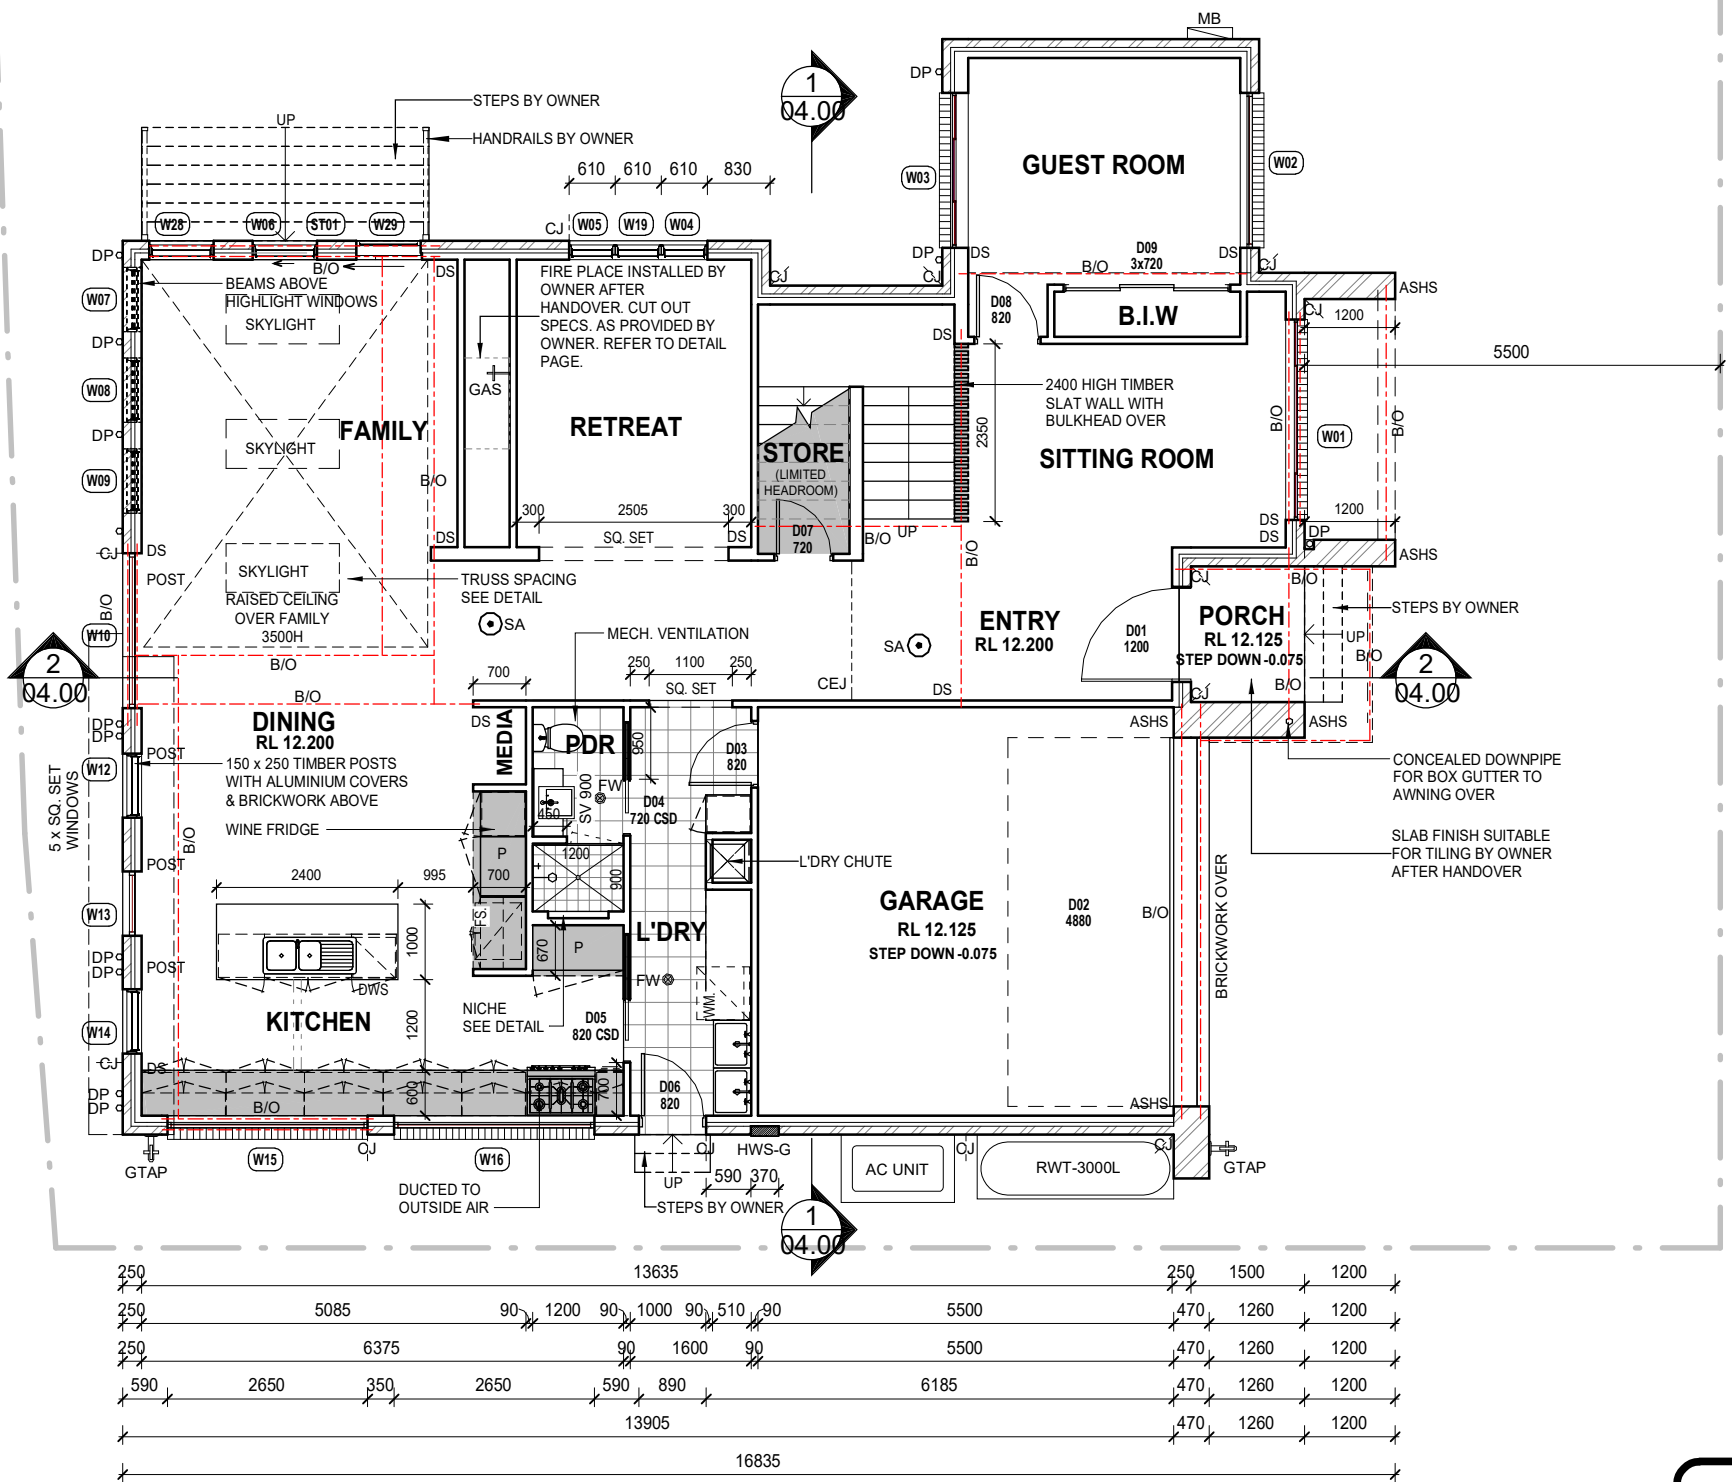 MB
1
04.00
DP
STEPS BY OWNER
UP
HANDRAILS BY OWNER
610
610
610
830
GUEST ROOM
W03
W02
W28
W06
ST01
W29
CJ
W05
W19
W04
DP
B/O
DS
DP
DS
D09
3x720
DS
CJ
CJ
CJ
B/O
BEAMS ABOVE
HIGHLIGHT WINDOWS
SKYLIGHT
FIRE PLACE INSTALLED BY
OWNER AFTER
HANDOVER. CUT OUT
SPECS. AS PROVIDED BY
OWNER. REFER TO DETAIL
PAGE.
W07
DP
W08
DP
W09
GAS
D08
820
B.I.W
DS
ASHS
CJ
1200
5500
2400 HIGH TIMBER
SLAT WALL WITH
BULKHEAD OVER
2350
SKYLIGHT
FAMILY
B/O
RETREAT
STORE
(LIMITED
HEADROOM)
SITTING ROOM
B/O
W01
B/O
300
2505
300
SQ. SET
DS
DS
D07
720
B/O
UP
B/O
DS
DS
DP
1200
ASHS
CJ
DS
POST
SKYLIGHT
RAISED CEILING
OVER FAMILY
3500H
TRUSS SPACING
SEE DETAIL
B/O
W10
B/O
SA
MECH. VENTILATION
SA
ENTRY
RL 12.200
D01
1200
CJ
B/O
PORCH
RL 12.125
STEP DOWN -0.075
STEPS BY OWNER
UP
B/O
B/O
2
04.00
2
04.00
700
250
1100
250
SQ. SET
CEJ
DS
CJ
B/O
DINING
RL 12.200
DS
MEDIA
PDR
950
D03
820
ASHS
ASHS
DP
DP
POST
W12
150 x 250 TIMBER POSTS
WITH ALUMINIUM COVERS
& BRICKWORK ABOVE
5 x SQ. SET
WINDOWS
B/O
WINE FRIDGE
SV 900
FW
450
D04
720 CSD
CONCEALED DOWNPIPE
FOR BOX GUTTER TO
AWNING OVER
SLAB FINISH SUITABLE
FOR TILING BY OWNER
AFTER HANDOVER
P
700
1200
900
L'DRY CHUTE
POST
2400
995
W13
FS.
1000
670
P
L'DRY
GARAGE
RL 12.125
STEP DOWN -0.075
D02
4880
B/O
BRICKWORK OVER
DP
DP
POST
DWS
FW
WM.
KITCHEN
1200
NICHE
SEE DETAIL
D05
820 CSD
W14
CJ
DS
600
700
D06
820
ASHS
DP
DP
B/O
GTAP
W15
CJ
W16
CJ
HWS-G
UP
590
370
AC UNIT
CJ
RWT-3000L
CJ
GTAP
DUCTED TO
OUTSIDE AIR
STEPS BY OWNER
1
04.00
250
13635
250
1500
1200
250
5085
90
1200
90
1000
90
510
90
5500
470
1260
1200
250
6375
90
1600
90
5500
470
1260
1200
590
2650
350
2650
590
890
6185
470
1260
1200
13905
470
1260
1200
16835